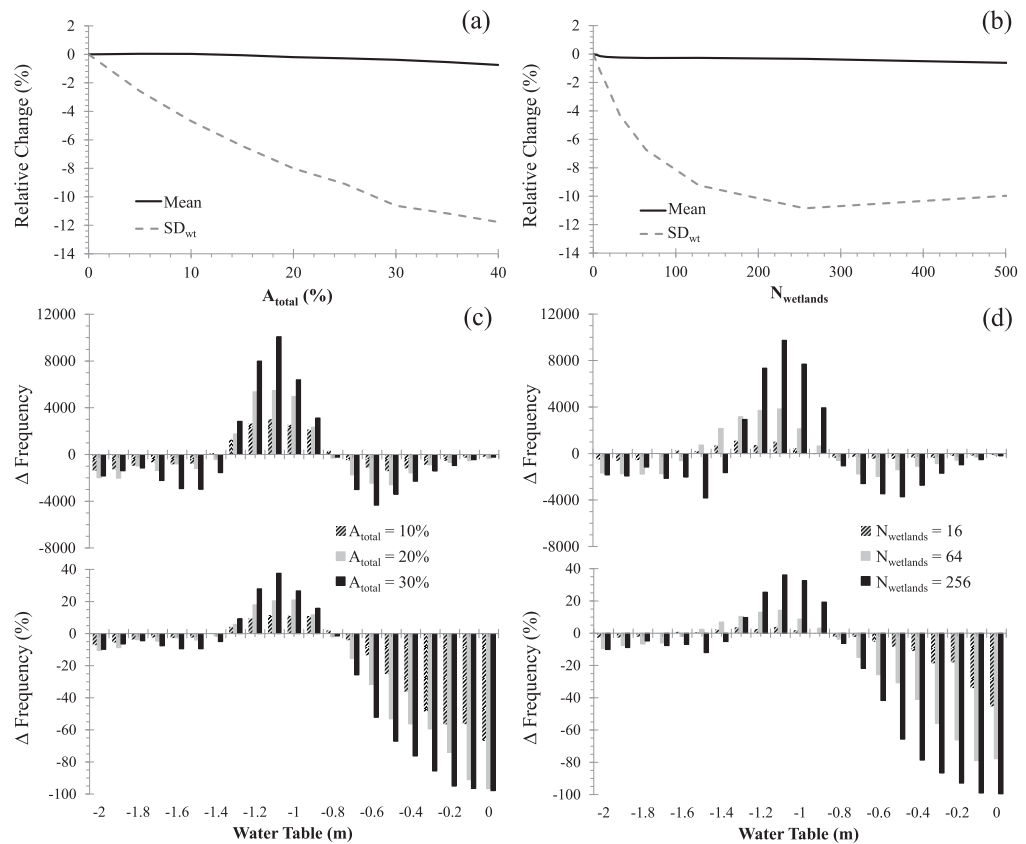 (a)
2
0
-2
-4
-6
-8
-10
-12
-14
Relative Change (%)
Mean
SDwt
0 10 20 30 40
Atotal (%)
(b)
2
0
-2
-4
-6
-8
-10
-12
-14
Relative Change (%)
Mean
SDwt
0 100 200 300 400 500
Nwetlands
(c)
12000
8000
4000
0
-4000
-8000
Δ Frequency
Atotal = 10%
Atotal = 20%
Atotal = 30%
40
20
0
-20
-40
-60
-80
-100
Δ Frequency (%)
-2 -1.8 -1.6 -1.4 -1.2 -1 -0.8 -0.6 -0.4 -0.2 0
Water Table (m)
(d)
12000
8000
4000
0
-4000
-8000
Δ Frequency
Nwetlands = 16
Nwetlands = 64
Nwetlands = 256
40
20
0
-20
-40
-60
-80
-100
Δ Frequency (%)
-2 -1.8 -1.6 -1.4 -1.2 -1 -0.8 -0.6 -0.4 -0.2 0
Water Table (m)